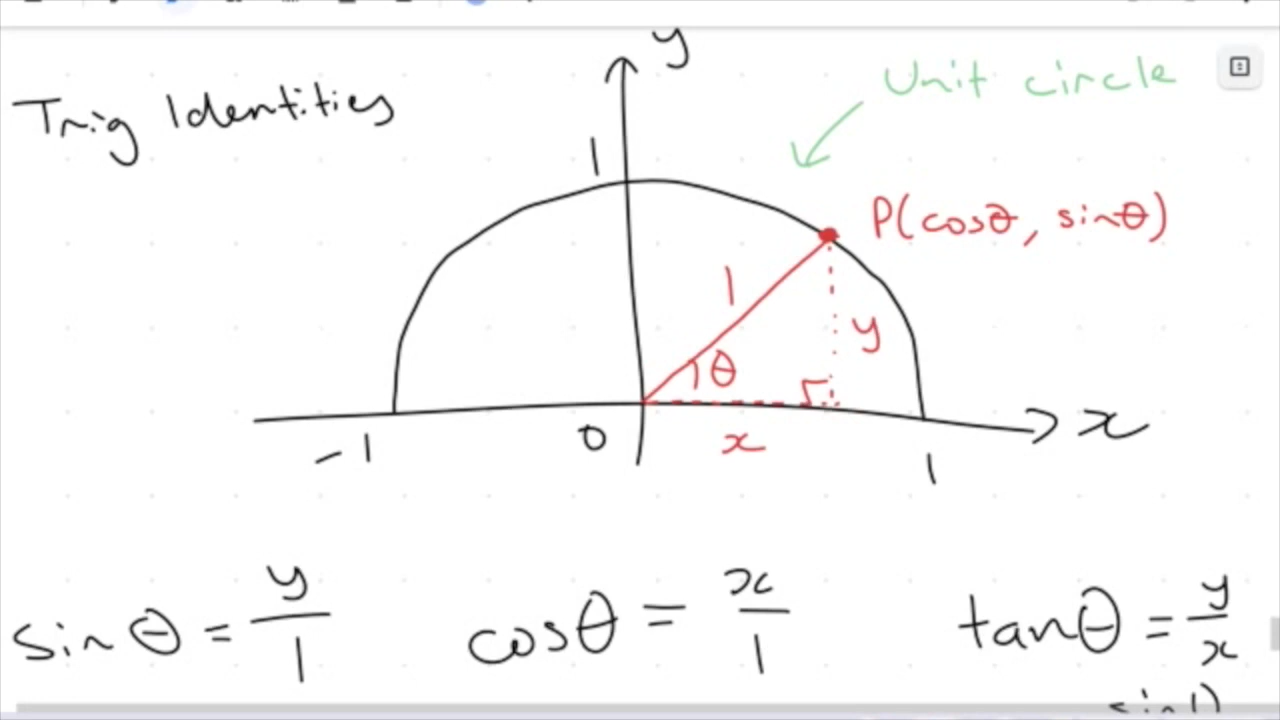 y
Unit circle
Trig Identities
1
P(cosθ, sinθ)
1
y
θ
-1 0 x 1 x
sinθ = y/1 cosθ = x/1 tanθ = y/x